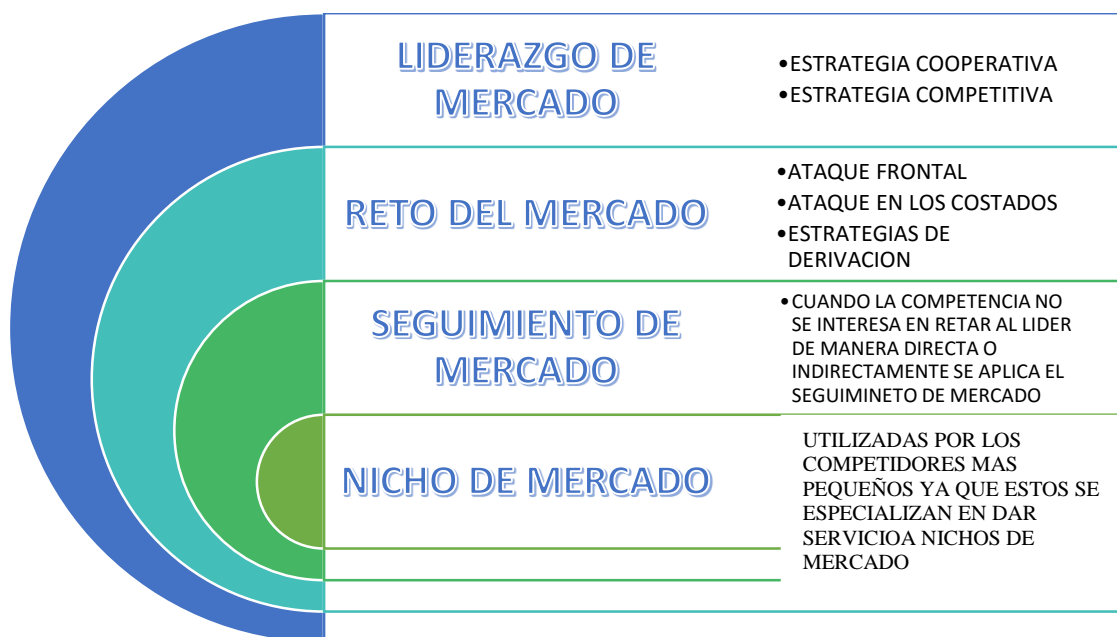 LIDERAZGO DE
MERCADO
•ESTRATEGIA COOPERATIVA
•ESTRATEGIA COMPETITIVA
RETO DEL MERCADO
•ATAQUE FRONTAL
•ATAQUE EN LOS COSTADOS
•ESTRATEGIAS DE
DERIVACION
SEGUIMIENTO DE
MERCADO
• CUANDO LA COMPETENCIA NO
SE INTERESA EN RETAR AL LIDER
DE MANERA DIRECTA O
INDIRECTAMENTE SE APLICA EL
SEGUIMINETO DE MERCADO
NICHO DE MERCADO
UTILIZADAS POR LOS
COMPETIDORES MAS
PEQUEÑOS YA QUE ESTOS SE
ESPECIALIZAN EN DAR
SERVICIOA NICHOS DE
MERCADO